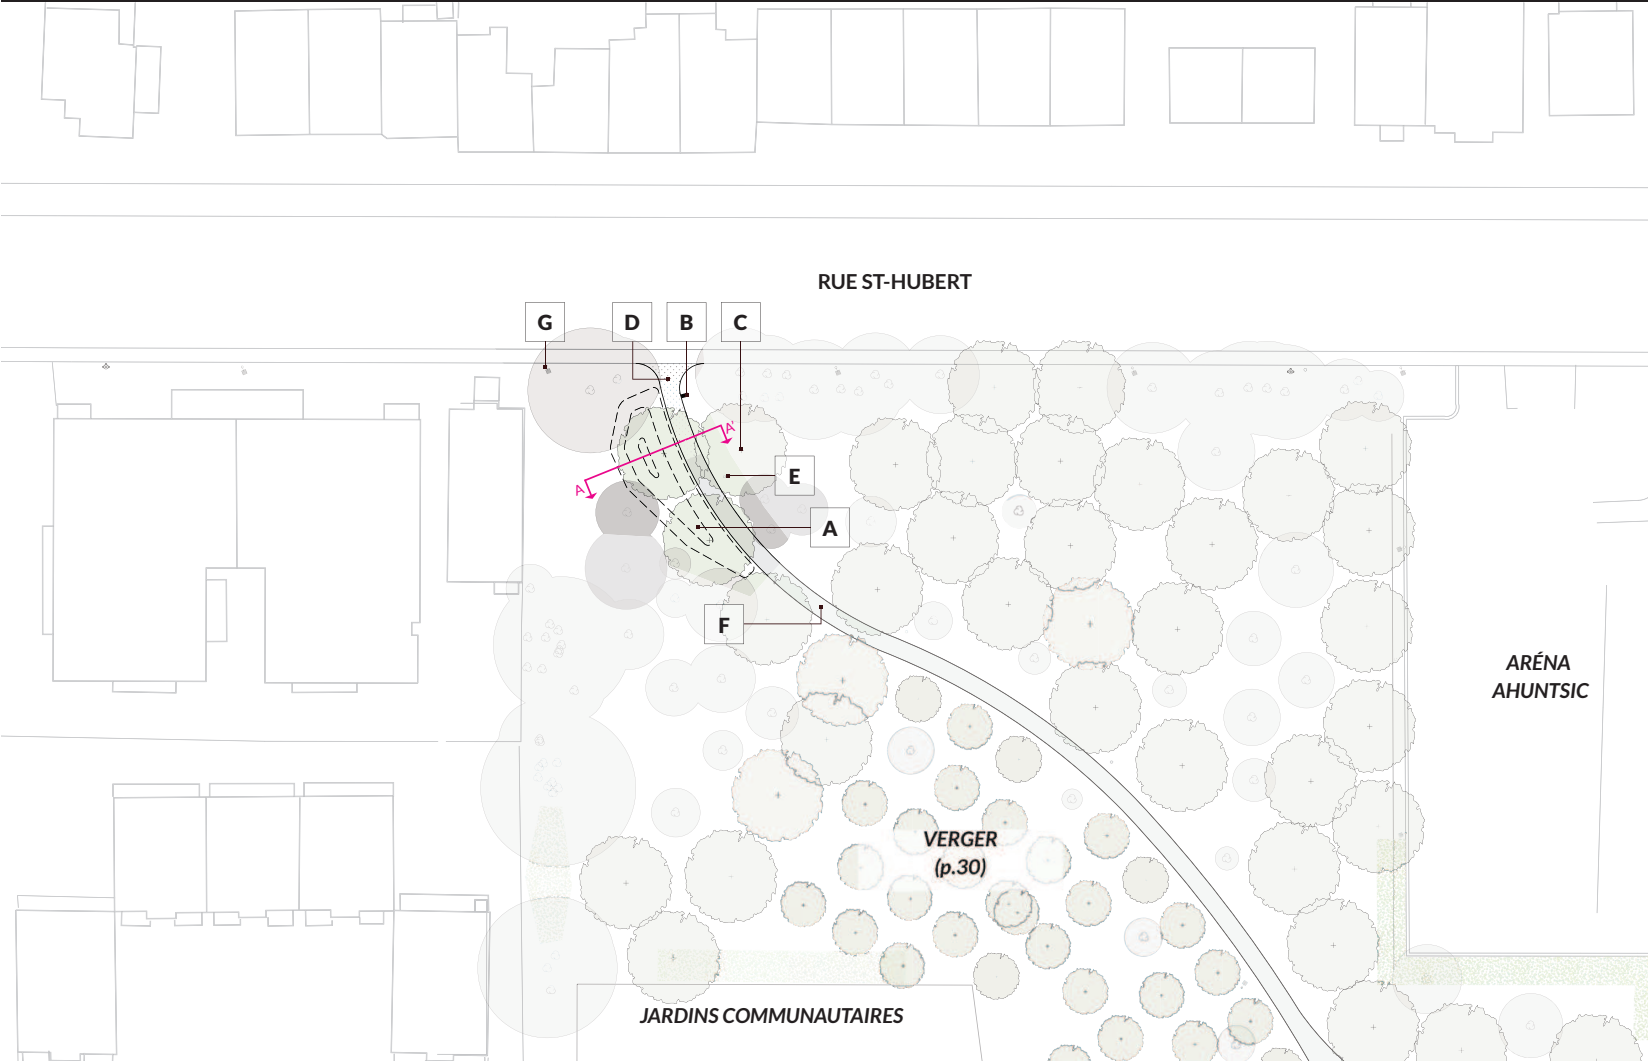 RUE ST-HUBERT
G
D
B
C
A'
A
E
A
F
ARÉNA
AHUNTSIC
VERGER
(p.30)
JARDINS COMMUNAUTAIRES